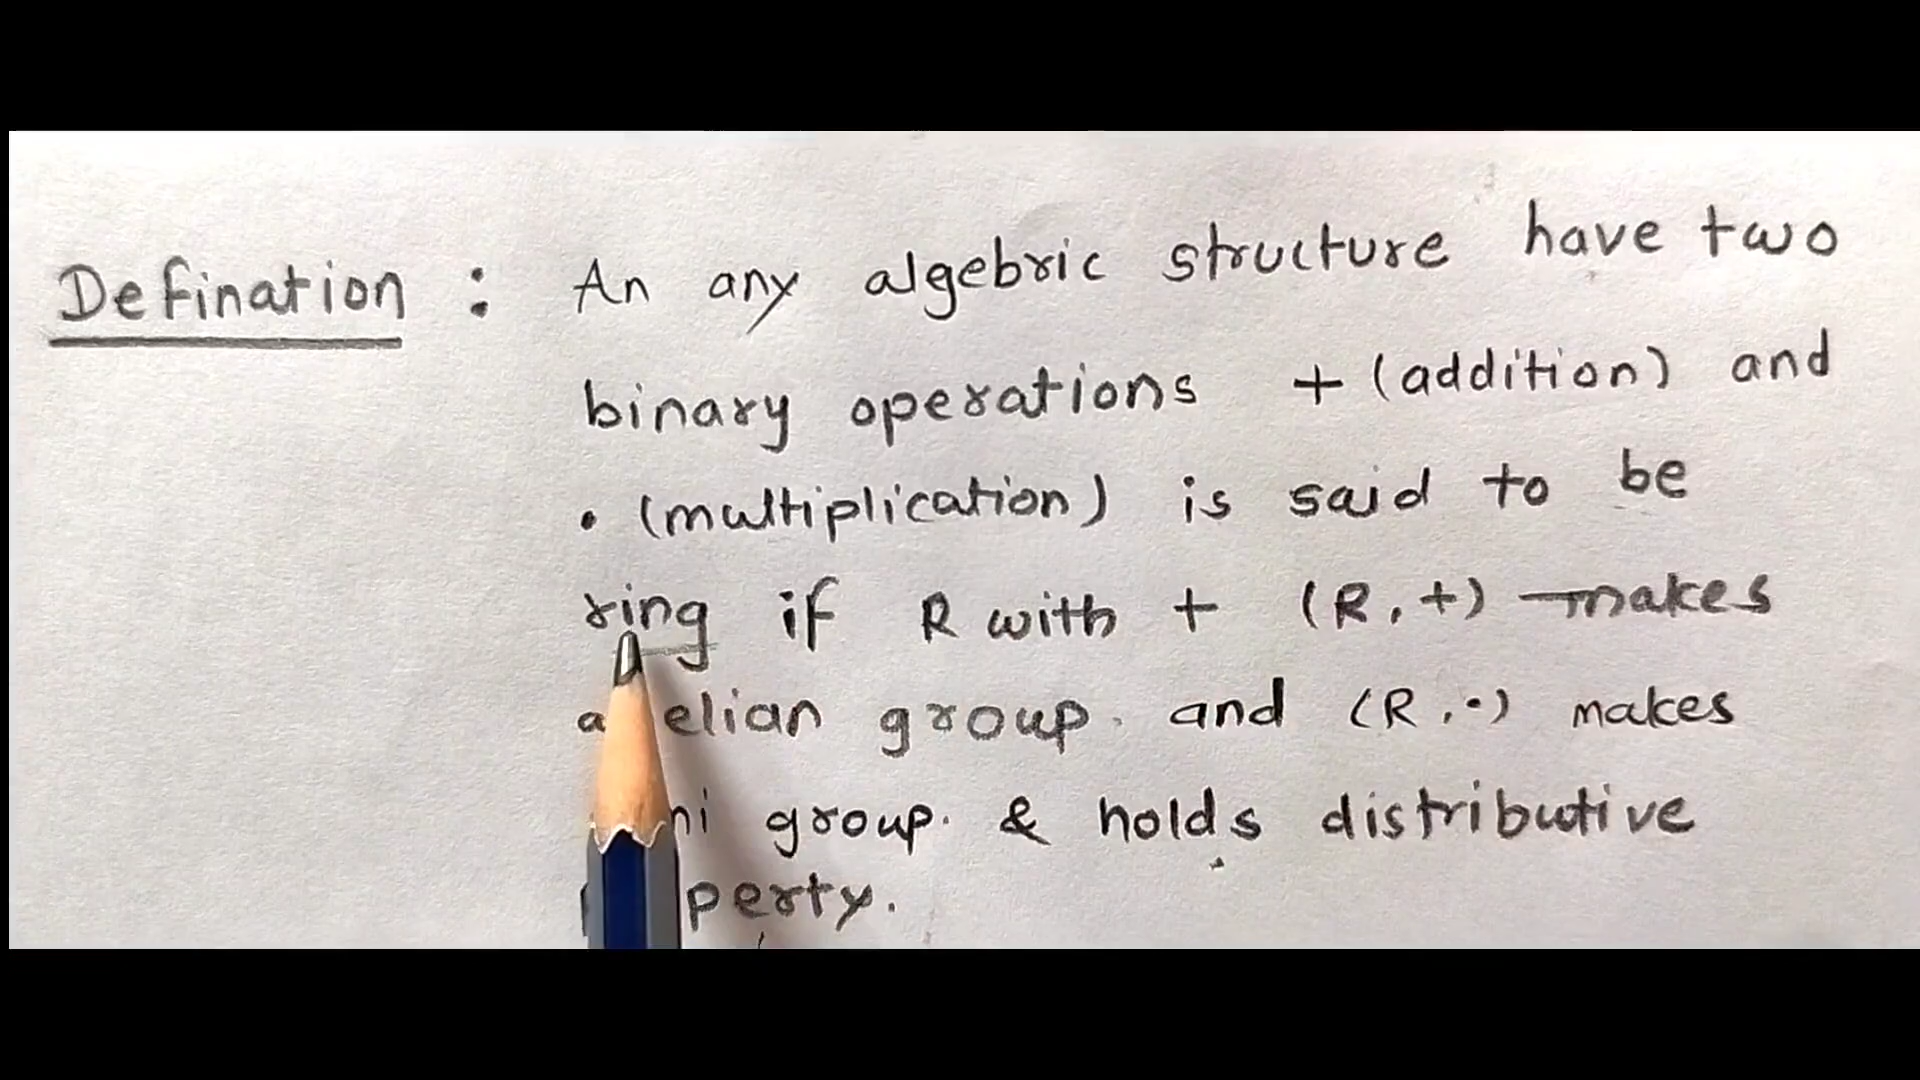 Defination : An any algebric structure have two
binary operations + (addition) and
• (multiplication) is said to be
ring if R with + (R, +) makes
elian group. and (R, •) makes
group. & holds distributive
perty.